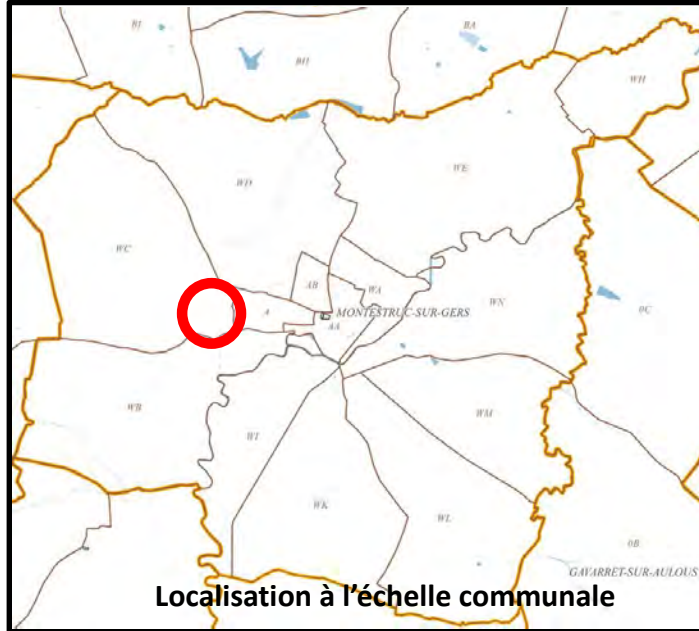 BI
BH
BA
WH
WD
WE
WC
AB
WA
A
MONTESTRUC-SUR-GERS
WN
0C
AA
WB
WI
WM
WK
WL
0B
GAVARRET-SUR-AULOUS
Localisation à l’échelle communale